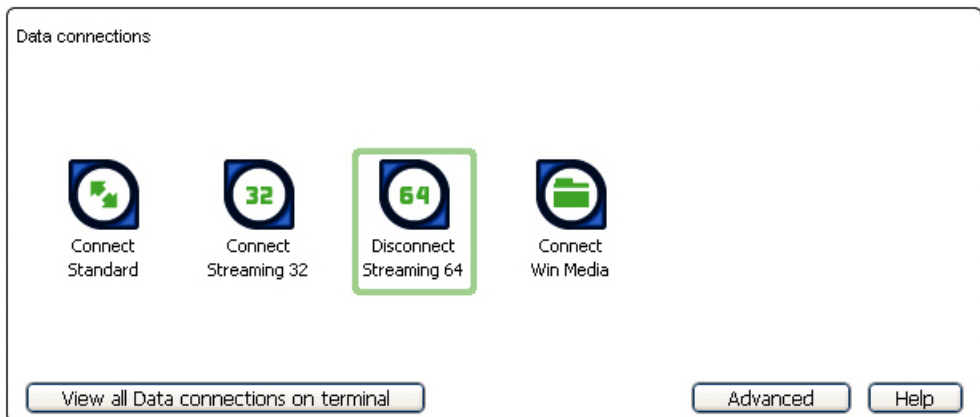 Data connections
32
64
Connect
Standard
Connect
Streaming 32
Disconnect
Streaming 64
Connect
Win Media
View all Data connections on terminal
Advanced
Help